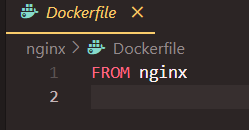 Dockerfile ×
nginx > Dockerfile
1 FROM nginx
2